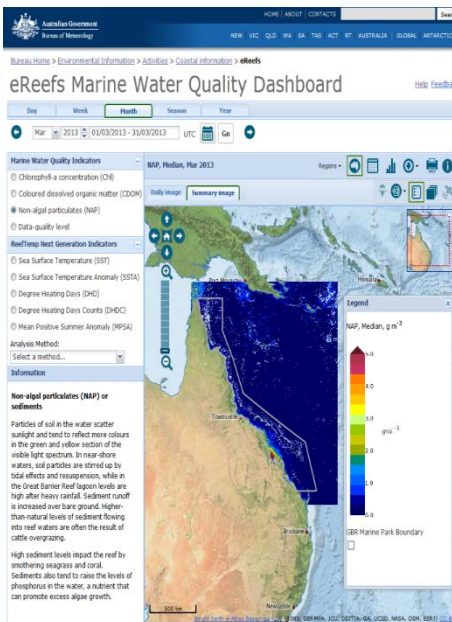 HOME | ABOUT | CONTACTS
Australian Government
Bureau of Meteorology
NSW VIC QLD WA SA TAS ACT NT AUSTRALIA GLOBAL ANTARCTIC
Bureau Home > Environmental Information > Activities > Coastal information > eReefs
eReefs Marine Water Quality Dashboard
Help Feedba
Day Week Month Season Year
Mar 2013 01/03/2013 - 31/03/2013 UTC Go
Marine Water Quality Indicators
Chlorophyll-a concentration (Chl)
Coloured dissolved organic matter (CDOM)
Non-algal particulates (NAP)
Data-quality level
ReefTemp Next Generation Indicators
Sea Surface Temperature (SST)
Sea Surface Temperature Anomaly (SSTA)
Degree Heating Days (DHD)
Degree Heating Days Counts (DHDC)
Mean Positive Summer Anomaly (MPSA)
Analysis Method:
Select a method...
Information
Non-algal particulates (NAP) or
sediments
Particles of soil in the water scatter
sunlight and tend to reflect more colours
in the green and yellow section of the
visible light spectrum. In near-shore
waters, soil particles are stirred up by
tidal effects and resuspension, while in
the Great Barrier Reef lagoon levels are
high after heavy rainfall. Sediment runoff
is increased over bare ground. Higher-
than-natural levels of sediment flowing
into reef waters are often the result of
cattle overgrazing.
High sediment levels impact the reef by
smothering seagrass and coral.
Sediments also tend to raise the levels of
phosphorus in the water, a nutrient that
can promote excess algae growth.
NAP, Median, Mar 2013
Regions
Daily image Summary image
Port Moresby
Honiara
Townsville
Brisbane
Newcastle
500 km
Legend
NAP, Median, g m-3
5.0
4.0
3.0
gm-3
2.0
1.0
0.0
GBR Marine Park Boundary